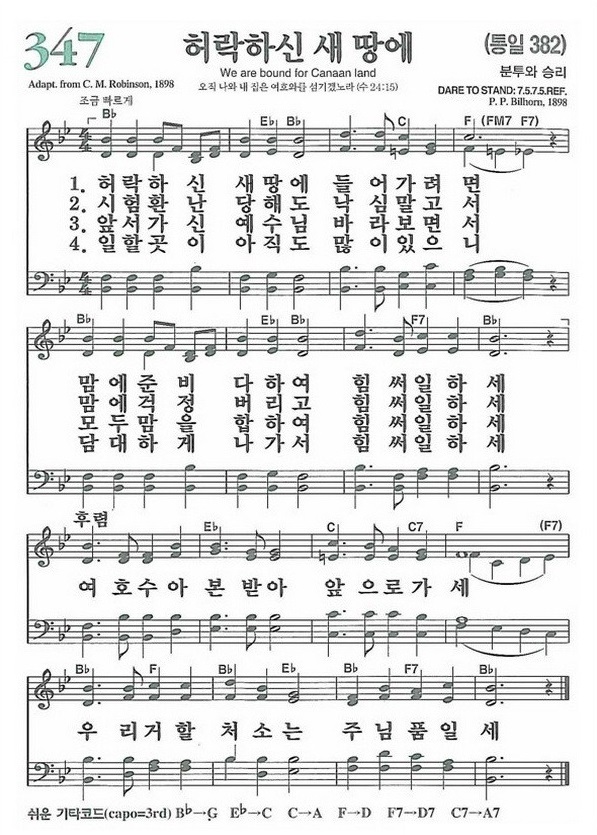 347
허락하신 새 땅에
(통일 382)
We are bound for Canaan land
분투와 승리
Adapt. from C. M. Robinson, 1898
오직 나와 내 집은 여호와를 섬기겠노라 (수 24:15)
DARE TO STAND: 7.5.7.5.REF.
조금 빠르게
P. P. Bilhorn, 1898
B♭ E♭ B♭ C F (FM7 F7)
1. 허락하 신 새땅에 들 어가려 면
2. 시험환 난 당해도 낙 심말고 서
3. 앞서가 신 예수님 바 라보면 서
4. 일할곳 이 아직도 많 이있으 니
B♭ E♭ B♭ F7 B♭
맘에준 비 다하여 힘 써일하 세
맘에걱 정 버리고 힘 써일하 세
모두맘 을 합하여 힘 써일하 세
담대하 게 나가서 힘 써일하 세
후렴
E♭ C C7 F (F7)
여 호수아 본 받아 앞 으로가 세
B♭ F B♭ E♭ B♭ F7 B♭
우 리거할 처 소는 주 님품일 세
쉬운 기타코드(capo=3rd) B♭→G E♭→C C→A F→D F7→D7 C7→A7